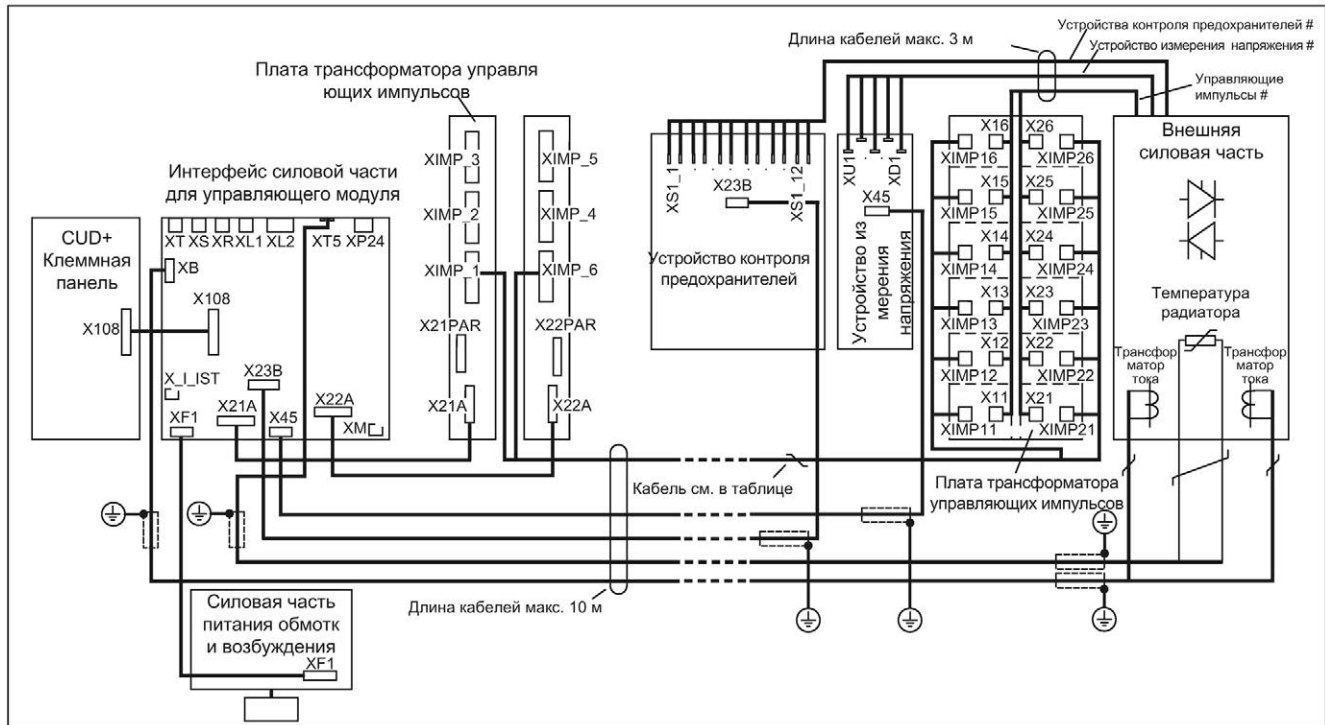 Устройства контроля предохранителей #
Длина кабелей макс. 3 м
Устройство измерения напряжения #
Управляющие
импульсы #
Плата трансформатора управля
ющих импульсов
Интерфейс силовой части
для управляющего модуля
CUD+
Клеммная
панель
X108
XT XS XR XL1 XL2 XT5 XP24
XB
X108
X_I_IST
X23B
X21A
X22A
XF1
X45
XM
XIMP_3
XIMP_2
XIMP_1
X21PAR
X21A
XIMP_5
XIMP_4
XIMP_6
X22PAR
X22A
XS1_1
XS1_12
X23B
Устройство контроля
предохранителей
XU1
XD1
X45
Устройство из
мерения
напряжения
X16 X26
XIMP16 XIMP26
X15 X25
XIMP15 XIMP25
X14 X24
XIMP14 XIMP24
X13 X23
XIMP13 XIMP23
X12 X22
XIMP12 XIMP22
X11 X21
XIMP11 XIMP21
Внешняя
силовая часть
Температура
радиатора
Трансфор
матор
тока
Трансфор
матор
тока
Кабель см. в таблице
Плата трансформатора
управляющих импульсов
Длина кабелей макс. 10 м
Силовая часть
питания обмотк
и возбуждения
XF1